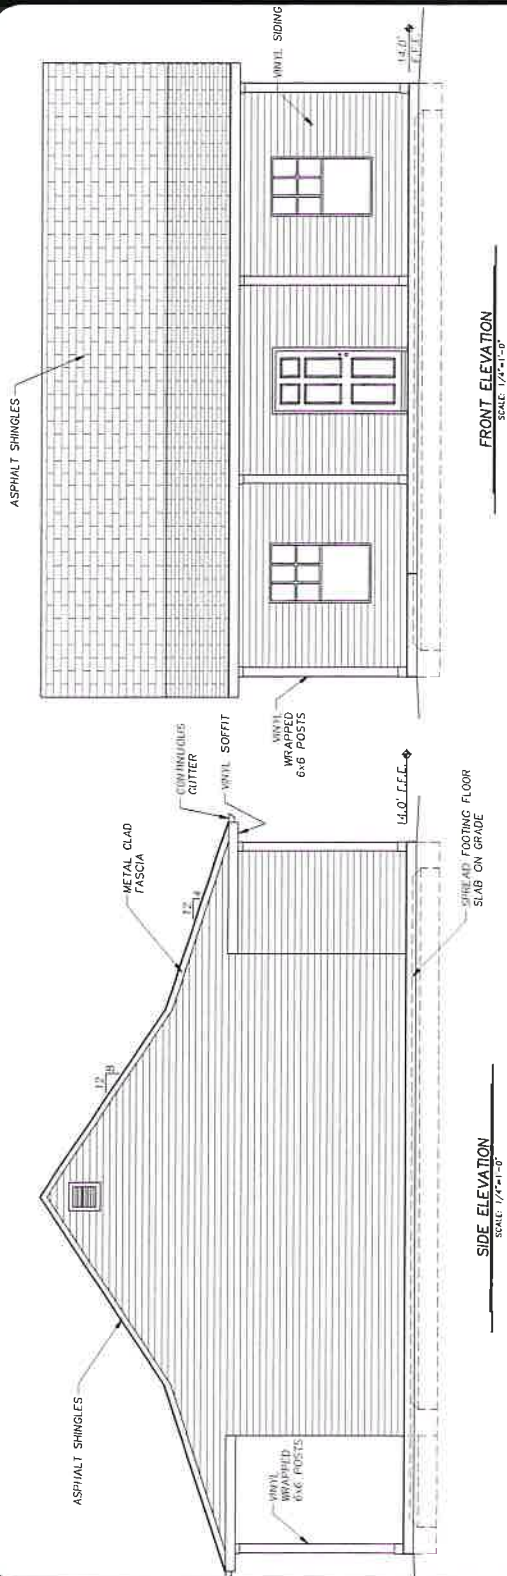 ASPHALT SHINGLES
VINYL SIDING
14.0'
F.F.E.
VINYL
WRAPPED
6x6 POSTS
FRONT ELEVATION
SCALE: 1/4"=1'-0"
ASPHALT SHINGLES
12
8
METAL CLAD
FASCIA
12
4
CONTINUOUS
GUTTER
VINYL SOFFIT
14.0' F.F.E.
VINYL
WRAPPED
6x6 POSTS
SPREAD FOOTING FLOOR
SLAB ON GRADE
SIDE ELEVATION
SCALE: 1/4"=1'-0"